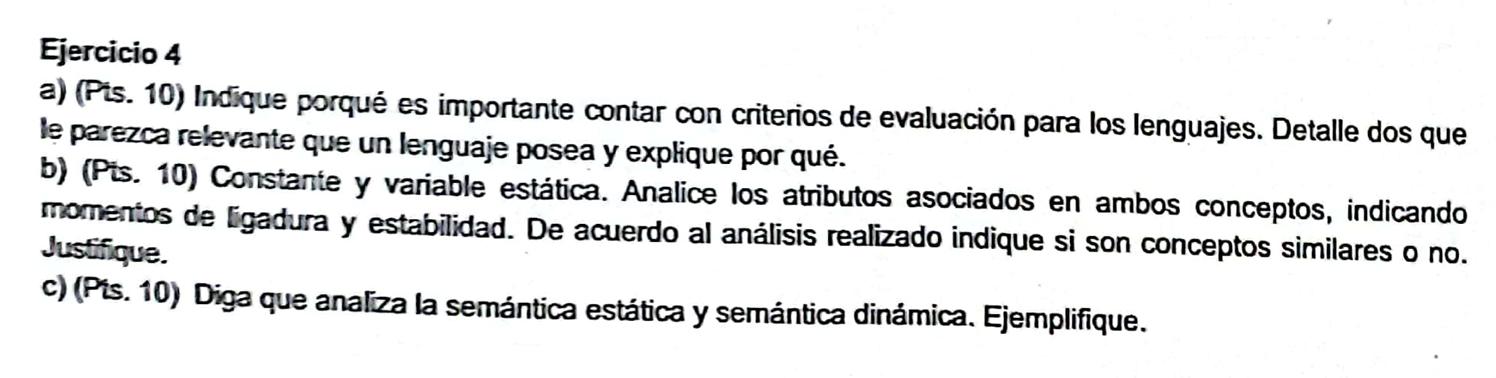 Ejercicio 4
a) (Pts. 10) Indique porqué es importante contar con criterios de evaluación para los lenguajes. Detalle dos que
le parezca relevante que un lenguaje posea y explique por qué.
b) (Pts. 10) Constante y variable estática. Analice los atributos asociados en ambos conceptos, indicando
momentos de ligadura y estabilidad. De acuerdo al análisis realizado indique si son conceptos similares o no.
Justifique.
c) (Pts. 10) Diga que analiza la semántica estática y semántica dinámica. Ejemplifique.